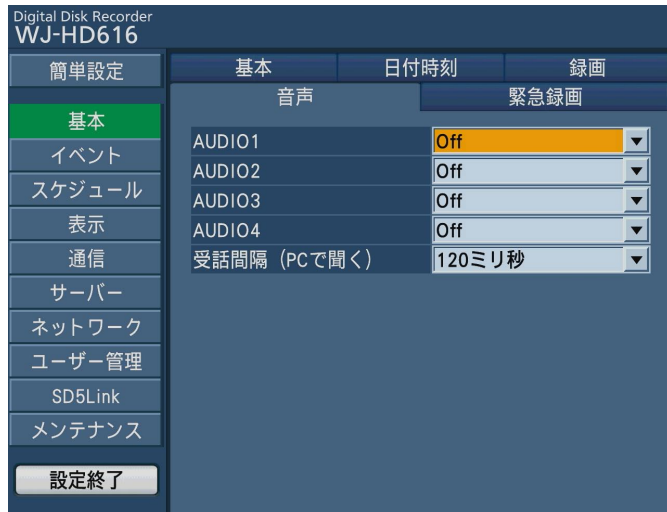 Digital Disk Recorder
WJ-HD616
簡単設定
基本
イベント
スケジュール
表示
通信
サーバー
ネットワーク
ユーザー管理
SD5Link
メンテナンス
設定終了
基本 日付時刻 録画
音声 緊急録画
AUDIO1 Off
AUDIO2 Off
AUDIO3 Off
AUDIO4 Off
受話間隔（PCで聞く） 120ミリ秒